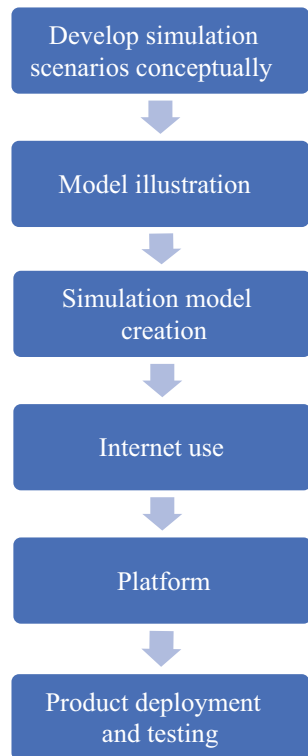 Develop simulation
scenarios conceptually
Model illustration
Simulation model
creation
Internet use
Platform
Product deployment
and testing